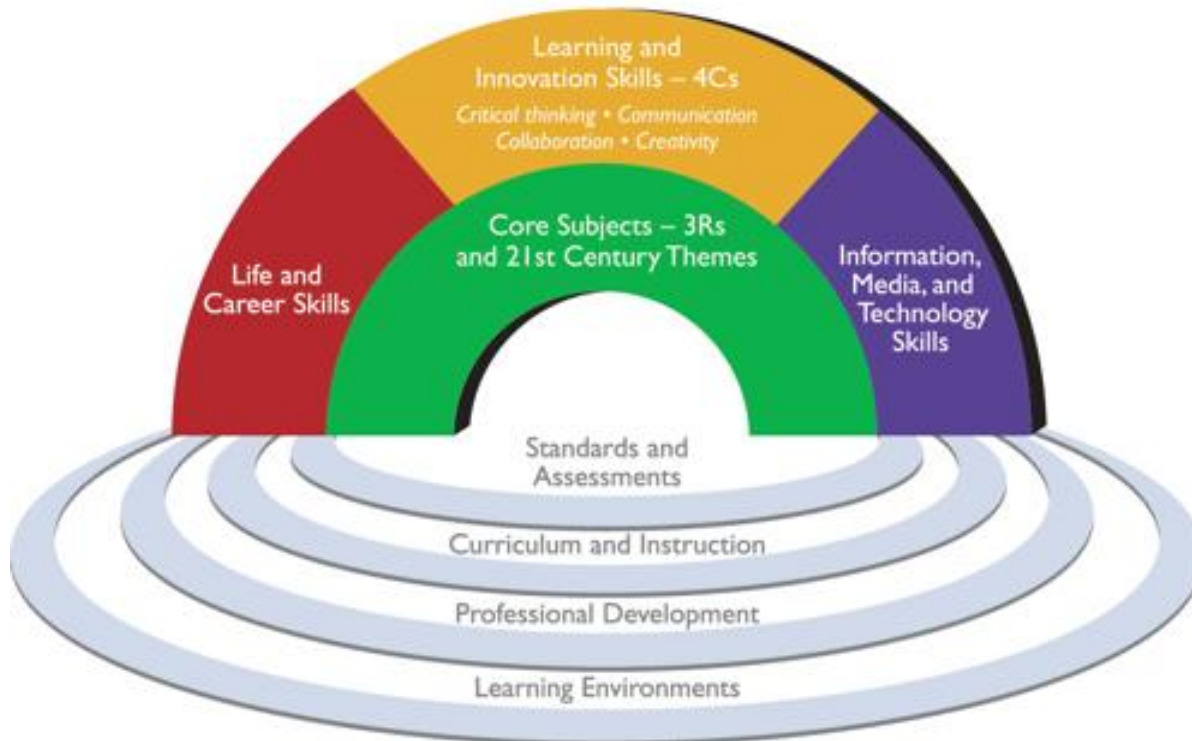 Learning and
Innovation Skills – 4Cs
Critical thinking • Communication
Collaboration • Creativity
Core Subjects – 3Rs
and 21st Century Themes
Life and
Career Skills
Information,
Media, and
Technology
Skills
Standards and
Assessments
Curriculum and Instruction
Professional Development
Learning Environments